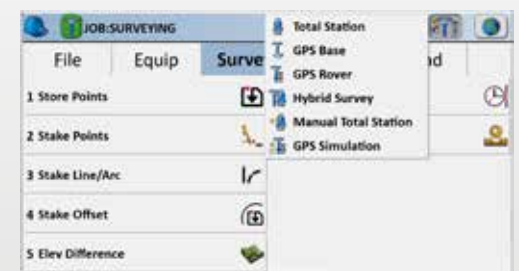 JOB:SURVEYING
File Equip Surve
1 Store Points
2 Stake Points
3 Stake Line/Arc
4 Stake Offset
5 Elev Difference
Total Station
GPS Base
GPS Rover
Hybrid Survey
Manual Total Station
GPS Simulation